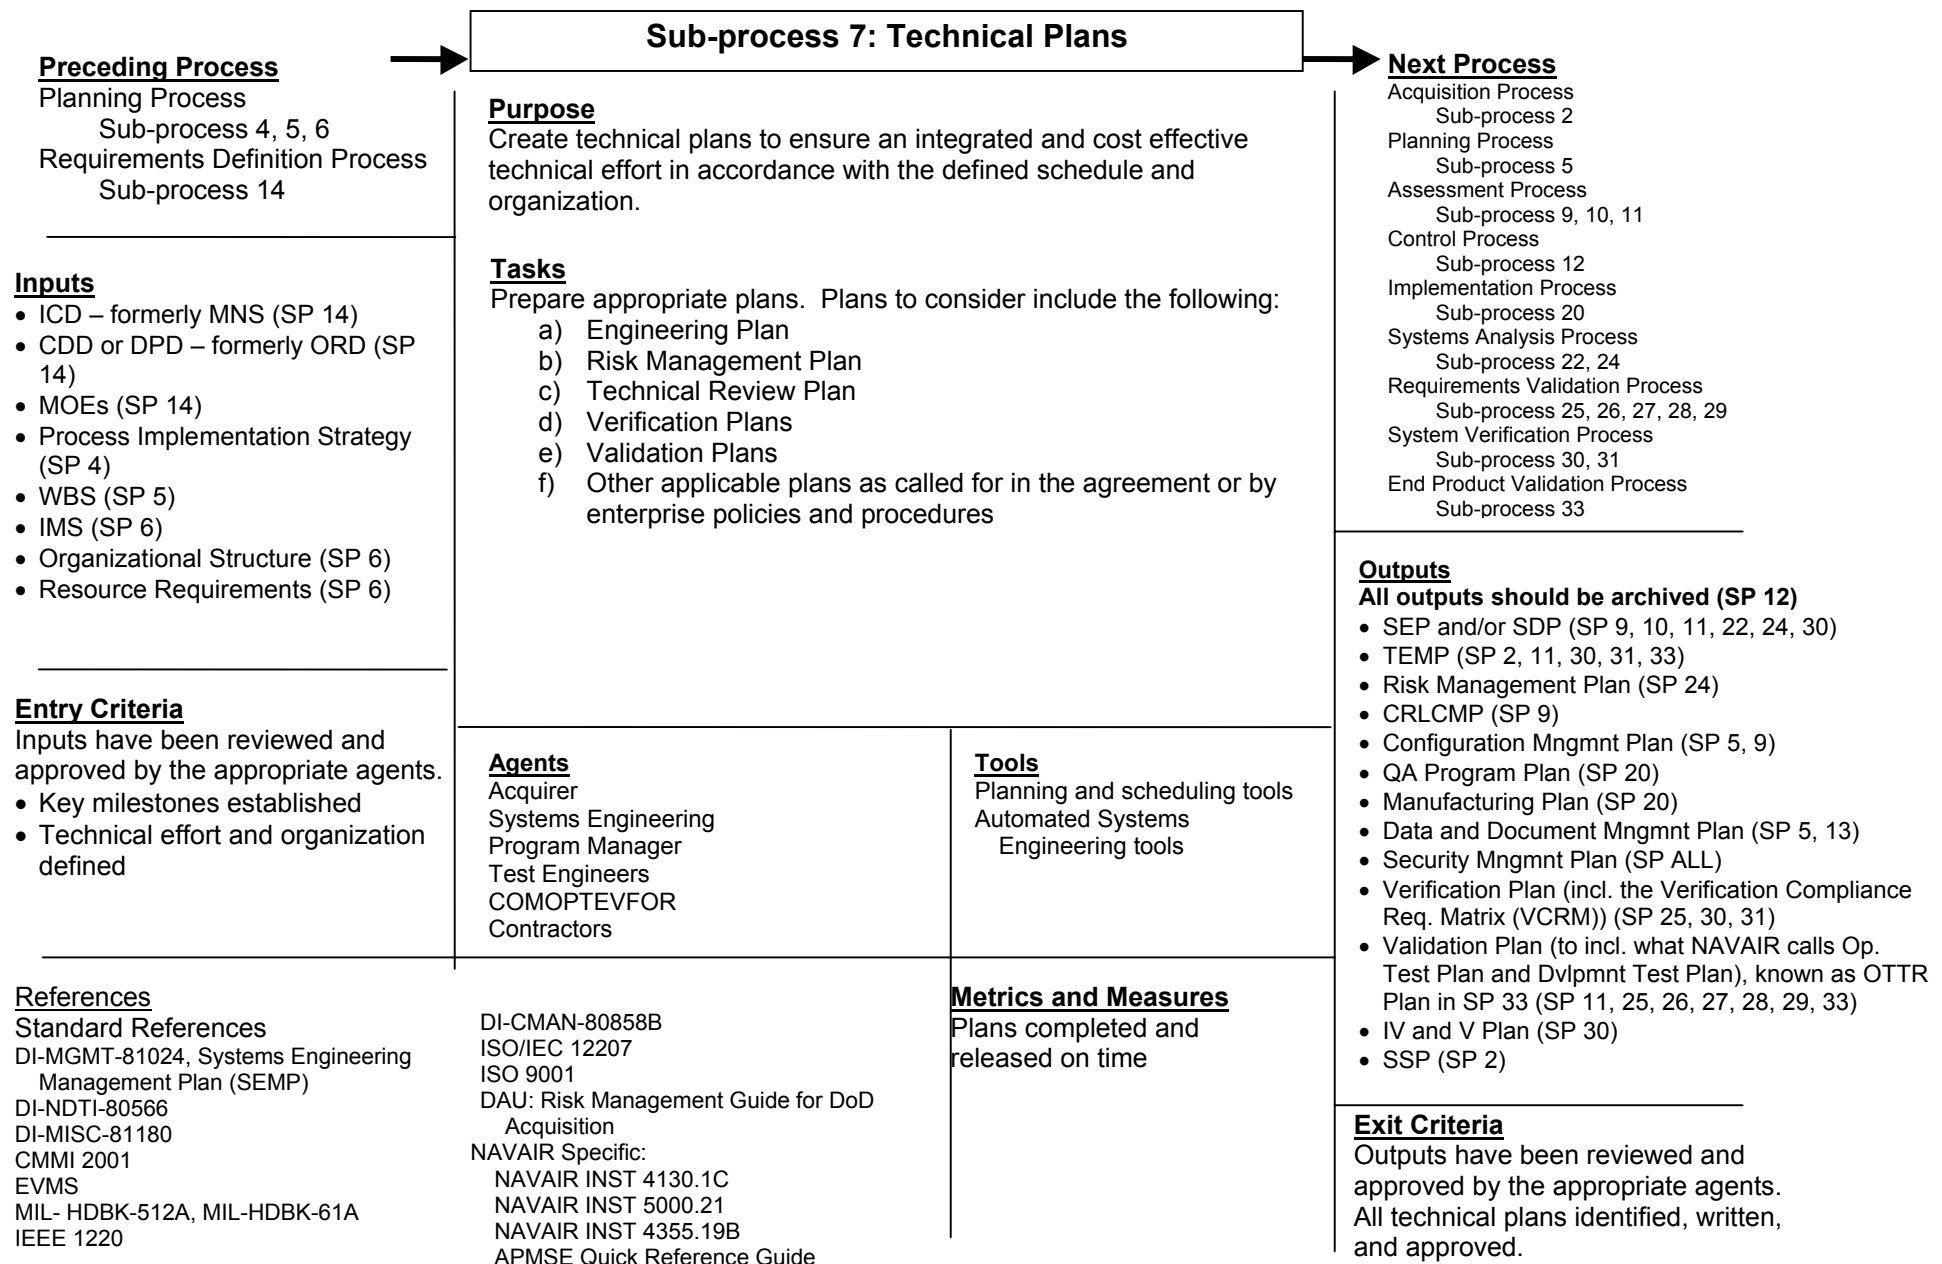 Sub-process 7: Technical Plans
Preceding Process
Planning Process
Sub-process 4, 5, 6
Requirements Definition Process
Sub-process 14
Inputs
• ICD – formerly MNS (SP 14)
• CDD or DPD – formerly ORD (SP
14)
• MOEs (SP 14)
• Process Implementation Strategy
(SP 4)
• WBS (SP 5)
• IMS (SP 6)
• Organizational Structure (SP 6)
• Resource Requirements (SP 6)
Entry Criteria
Inputs have been reviewed and
approved by the appropriate agents.
• Key milestones established
• Technical effort and organization
defined
Purpose
Create technical plans to ensure an integrated and cost effective
technical effort in accordance with the defined schedule and
organization.
Tasks
Prepare appropriate plans.  Plans to consider include the following:
a) Engineering Plan
b) Risk Management Plan
c) Technical Review Plan
d) Verification Plans
e) Validation Plans
f) Other applicable plans as called for in the agreement or by
enterprise policies and procedures
Agents
Acquirer
Systems Engineering
Program Manager
Test Engineers
COMOPTEVFOR
Contractors
Tools
Planning and scheduling tools
Automated Systems
Engineering tools
References
Standard References
DI-MGMT-81024, Systems Engineering
Management Plan (SEMP)
DI-NDTI-80566
DI-MISC-81180
CMMI 2001
EVMS
MIL- HDBK-512A, MIL-HDBK-61A
IEEE 1220
DI-CMAN-80858B
ISO/IEC 12207
ISO 9001
DAU: Risk Management Guide for DoD
Acquisition
NAVAIR Specific:
NAVAIR INST 4130.1C
NAVAIR INST 5000.21
NAVAIR INST 4355.19B
APMSE Quick Reference Guide
Metrics and Measures
Plans completed and
released on time
Next Process
Acquisition Process
Sub-process 2
Planning Process
Sub-process 5
Assessment Process
Sub-process 9, 10, 11
Control Process
Sub-process 12
Implementation Process
Sub-process 20
Systems Analysis Process
Sub-process 22, 24
Requirements Validation Process
Sub-process 25, 26, 27, 28, 29
System Verification Process
Sub-process 30, 31
End Product Validation Process
Sub-process 33
Outputs
All outputs should be archived (SP 12)
• SEP and/or SDP (SP 9, 10, 11, 22, 24, 30)
• TEMP (SP 2, 11, 30, 31, 33)
• Risk Management Plan (SP 24)
• CRLCMP (SP 9)
• Configuration Mngmnt Plan (SP 5, 9)
• QA Program Plan (SP 20)
• Manufacturing Plan (SP 20)
• Data and Document Mngmnt Plan (SP 5, 13)
• Security Mngmnt Plan (SP ALL)
• Verification Plan (incl. the Verification Compliance
Req. Matrix (VCRM)) (SP 25, 30, 31)
• Validation Plan (to incl. what NAVAIR calls Op.
Test Plan and Dvlpmnt Test Plan), known as OTTR
Plan in SP 33 (SP 11, 25, 26, 27, 28, 29, 33)
• IV and V Plan (SP 30)
• SSP (SP 2)
Exit Criteria
Outputs have been reviewed and
approved by the appropriate agents.
All technical plans identified, written,
and approved.